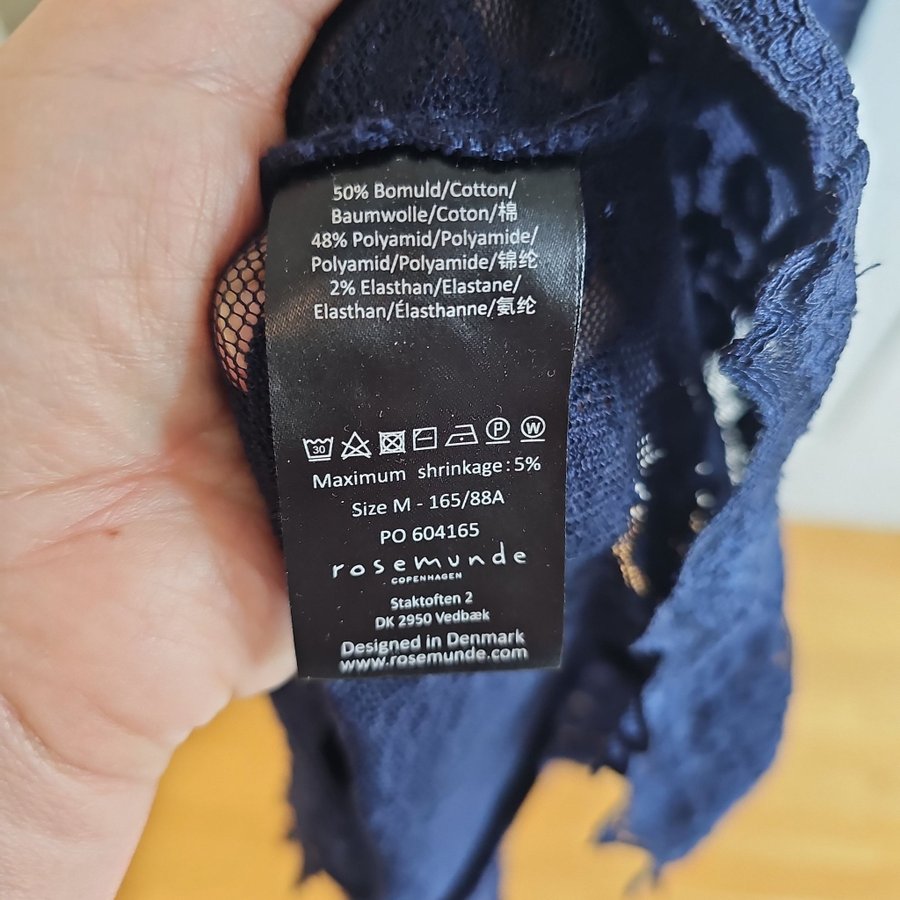 50% Bomuld/Cotton/
Baumwolle/Coton/棉
48% Polyamid/Polyamide/
Polyamid/Polyamide/锦纶
2% Elasthan/Elastane/
Elasthan/Élasthanne/氨纶
30 P W
Maximum shrinkage:5%
Size M - 165/88A
PO 604165
rosemunde
COPENHAGEN
Staktoften 2
DK 2950 Vedbæk
Designed in Denmark
www.rosemunde.com